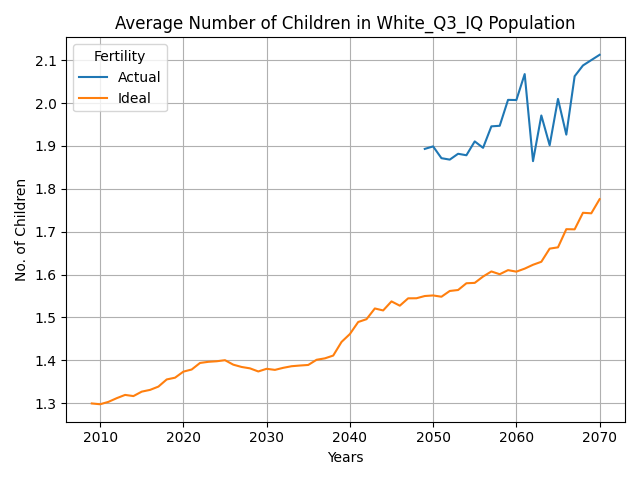 Average Number of Children in White_Q3_IQ Population
Fertility
Actual
Ideal
No. of Children
2.1
2.0
1.9
1.8
1.7
1.6
1.5
1.4
1.3
2010 2020 2030 2040 2050 2060 2070
Years